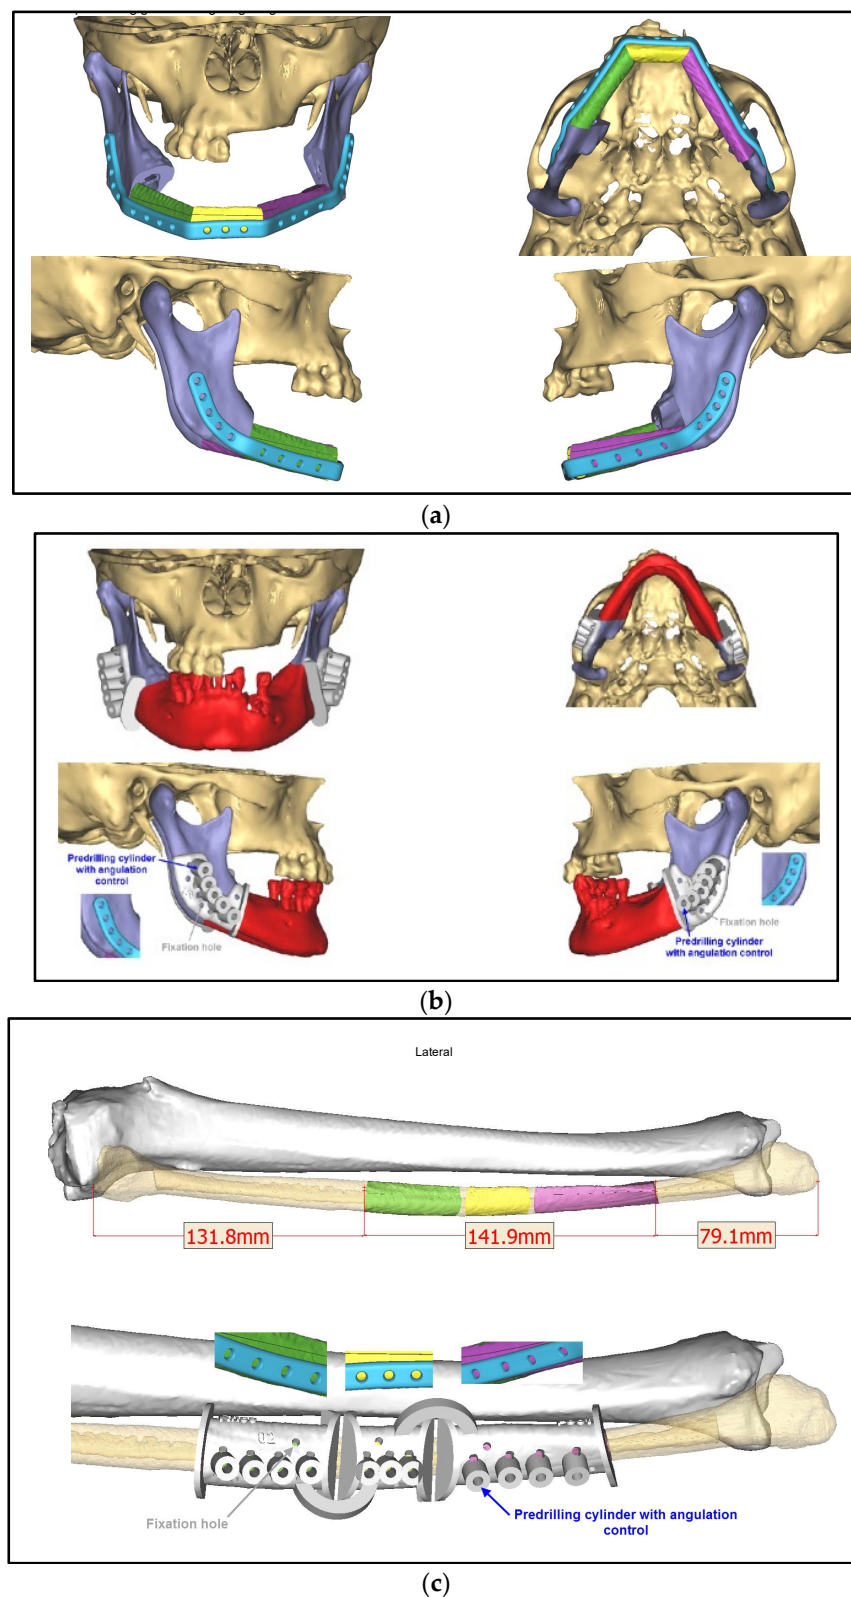 (a)
Predrilling cylinder
with angulation
control
Fixation hole
Fixation hole
Predrilling cylinder
with angulation control
(b)
Lateral
131.8mm
141.9mm
79.1mm
02
Fixation hole
Predrilling cylinder with angulation
control
(c)